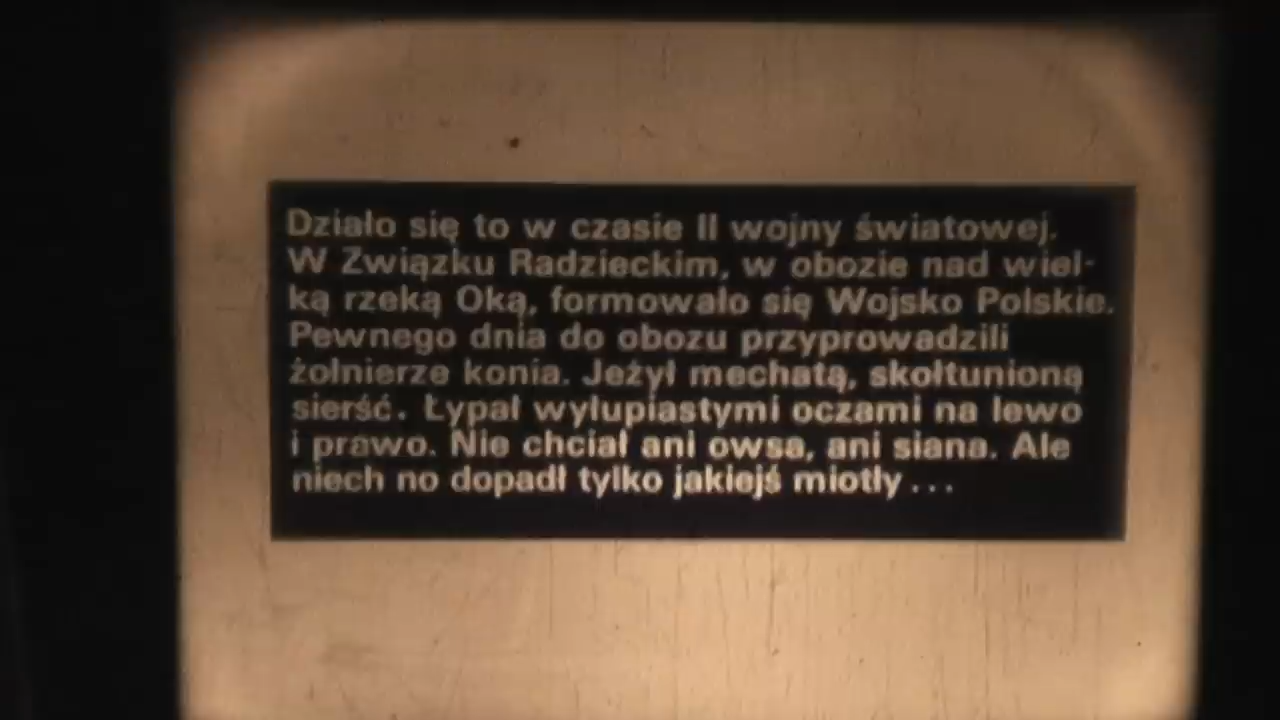 Działo się to w czasie II wojny światowej.
W Związku Radzieckim, w obozie nad wiel-
ką rzeką Oką, formowało się Wojsko Polskie.
Pewnego dnia do obozu przyprowadzili
żołnierze konia. Jeżył mechatą, skołtunioną
sierść. Łypał wyłupiastymi oczami na lewo
i prawo. Nie chciał ani owsa, ani siana. Ale
niech no dopadł tylko jakiejś miotły ...